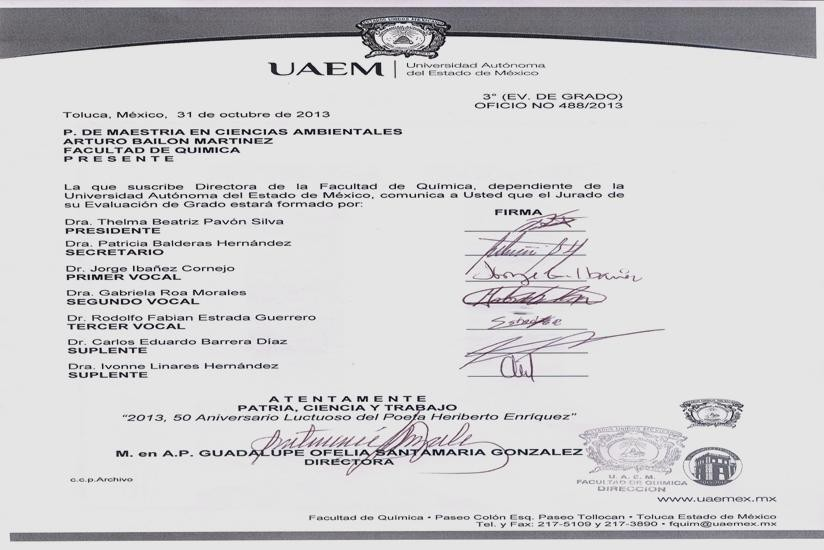 ESTADOS UNIDOS MEXICANOS
UAEM | Universidad Autónoma
del Estado de México
3° (EV. DE GRADO)
OFICIO NO 488/2013
Toluca, México, 31 de octubre de 2013
P. DE MAESTRIA EN CIENCIAS AMBIENTALES
ARTURO BAILON MARTINEZ
FACULTAD DE QUIMICA
P R E S E N T E
La que suscribe Directora de la Facultad de Química, dependiente de la
Universidad Autónoma del Estado de México, comunica a Usted que el Jurado de
su Evaluación de Grado estará formado por:
FIRMA
Dra. Thelma Beatriz Pavón Silva
PRESIDENTE
Dra. Patricia Balderas Hernández
SECRETARIO
Dr. Jorge Ibañez Cornejo
PRIMER VOCAL
Jorge G. Ibañez
Dra. Gabriela Roa Morales
SEGUNDO VOCAL
Dr. Rodolfo Fabian Estrada Guerrero
TERCER VOCAL
Dr. Carlos Eduardo Barrera Díaz
SUPLENTE
Dra. Ivonne Linares Hernández
SUPLENTE
A T E N T A M E N T E
PATRIA, CIENCIA Y TRABAJO
"2013, 50 Aniversario Luctuoso del Poeta Heriberto Enríquez"
M. en A.P. GUADALUPE OFELIA SANTAMARIA GONZALEZ
DIRECTORA
c.c.p.Archivo
U. A. E. M.
FACULTAD DE QUIMICA
DIRECCION
www.uaemex.mx
Facultad de Química • Paseo Colón Esq. Paseo Tollocan • Toluca Estado de México
Tel. y Fax: 217-5109 y 217-3890 • fquim@uaemex.mx